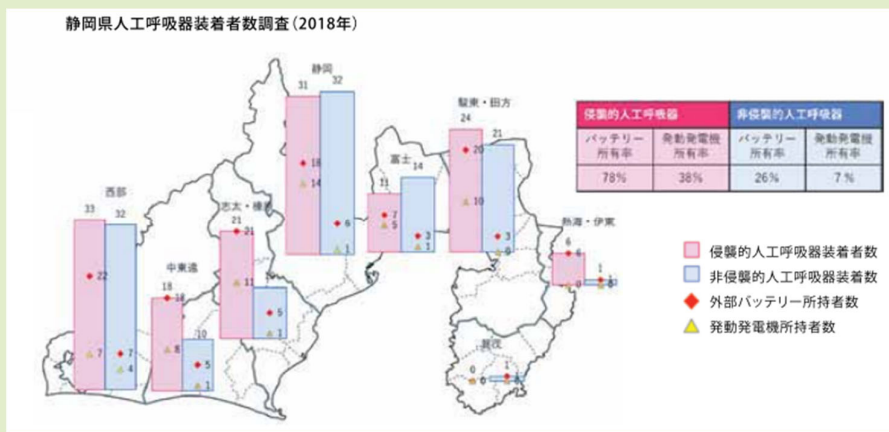 静岡県人工呼吸器装着者数調査(2018年)
静岡
31
32
18
14
6
1
駿東・田方
24
21
20
10
3
0
富士
11
14
7
5
3
1
西部
33
32
22
7
7
4
志太・榛原
21
21
11
5
1
中東遠
18
18
8
10
5
1
熱海・伊東
6
6
0
1
1
0
賀茂
0
0
1
侵襲的人工呼吸器
非侵襲的人工呼吸器
バッテリー所有率
発動発電機所有率
バッテリー所有率
発動発電機所有率
78%
38%
26%
7%
侵襲的人工呼吸器装着者数
非侵襲的人工呼吸器装着数
外部バッテリー所持者数
発動発電機所持者数